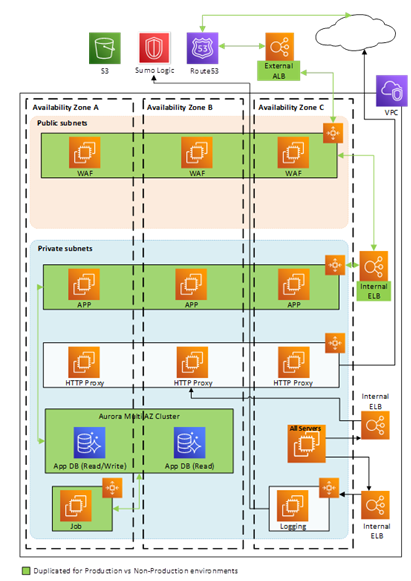 S3
Sumo Logic
Route53
53
External
ALB
VPC
Availability Zone A
Availability Zone B
Availability Zone C
Public subnets
WAF
WAF
WAF
Private subnets
APP
APP
APP
Internal
ELB
HTTP Proxy
HTTP Proxy
HTTP Proxy
Internal
ELB
Aurora MultiAZ Cluster
App DB (Read/Write)
App DB (Read)
All Servers
Job
Logging
Internal
ELB
Duplicated for Production vs Non-Production environments